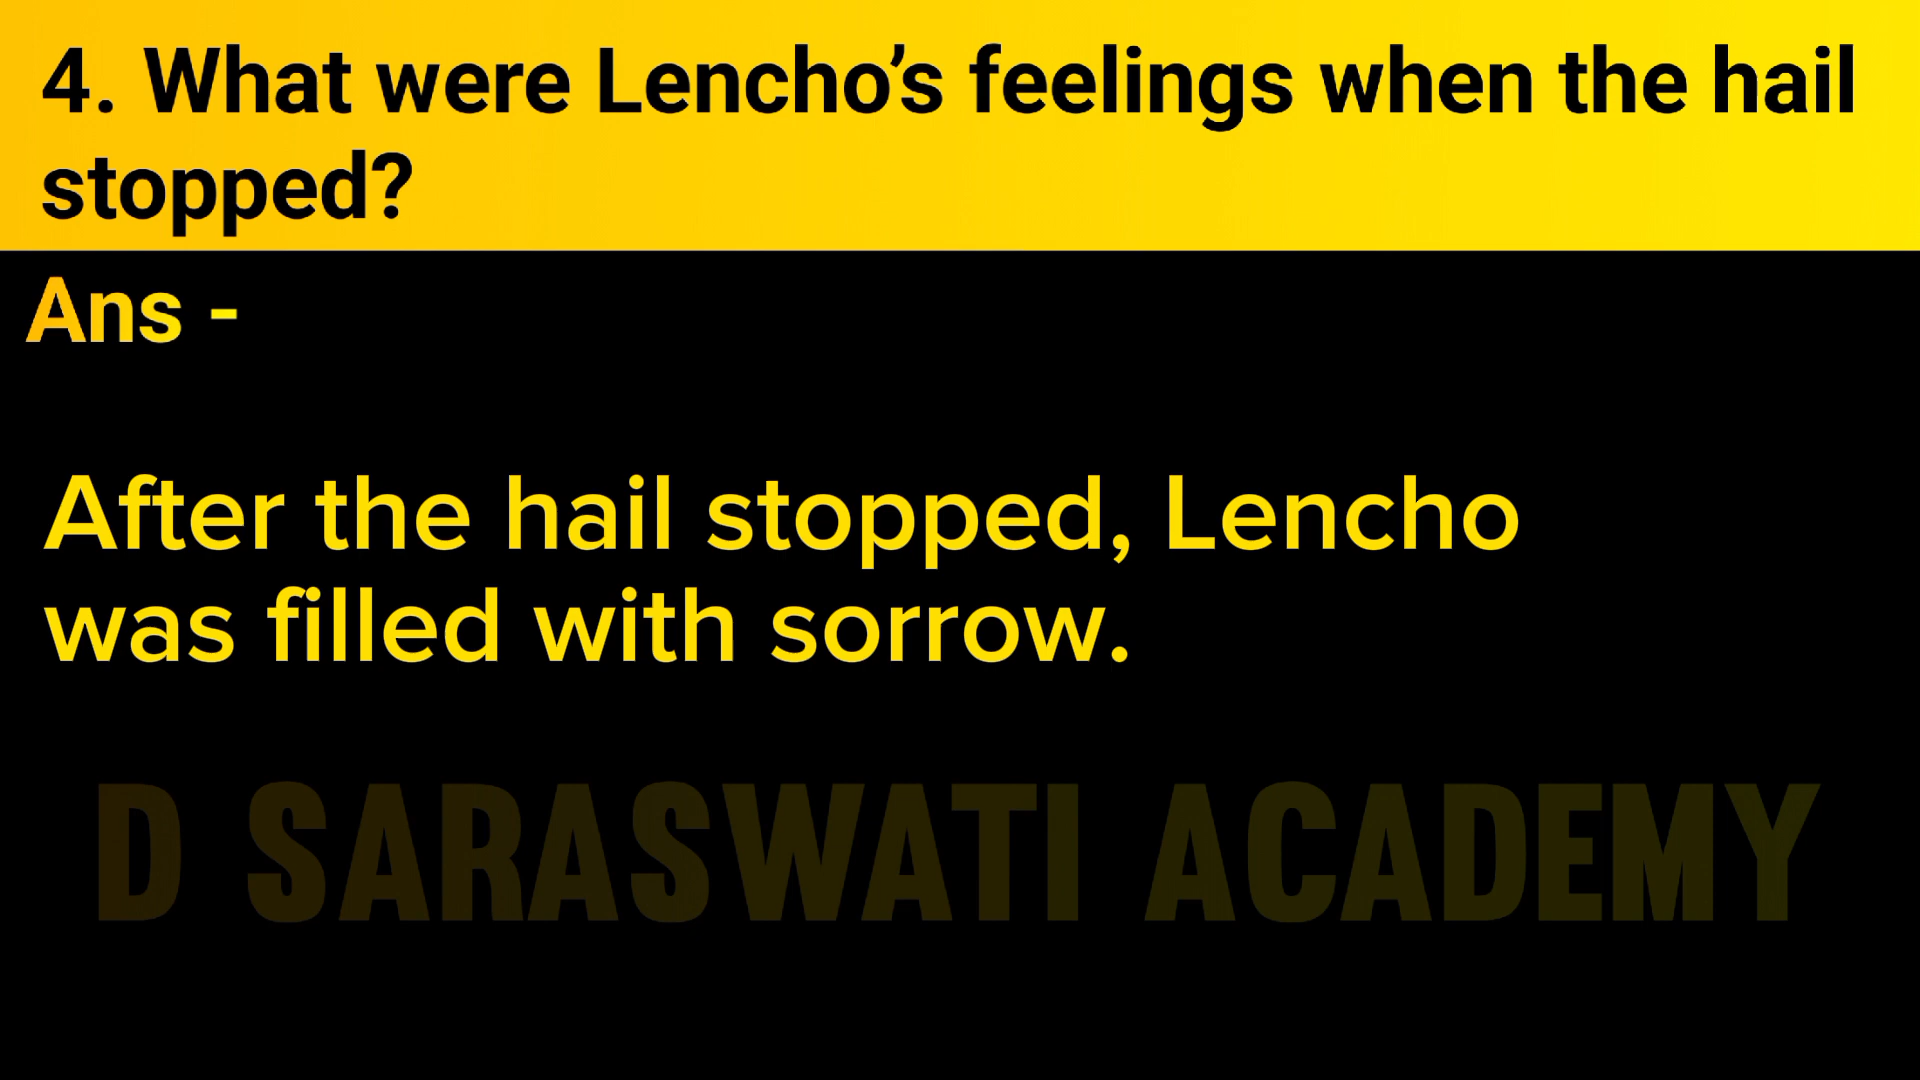 4. What were Lencho’s feelings when the hail
stopped?
Ans -
After the hail stopped, Lencho
was filled with sorrow.
D SARASWATI ACADEMY